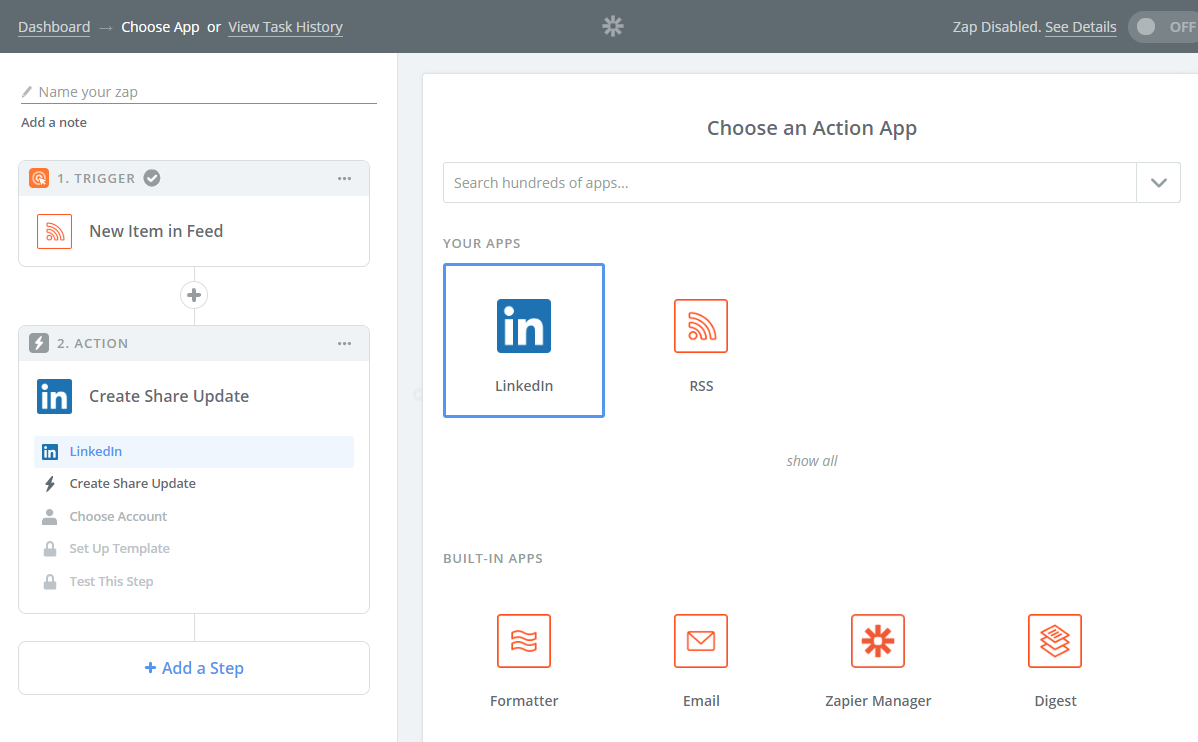 Dashboard → Choose App or View Task History
Zap Disabled. See Details OFF
Name your zap
Add a note
1. TRIGGER
New Item in Feed
2. ACTION
in Create Share Update
in LinkedIn
Create Share Update
Choose Account
Set Up Template
Test This Step
+ Add a Step
Choose an Action App
Search hundreds of apps...
YOUR APPS
in
LinkedIn RSS
show all
BUILT-IN APPS
Formatter Email Zapier Manager Digest